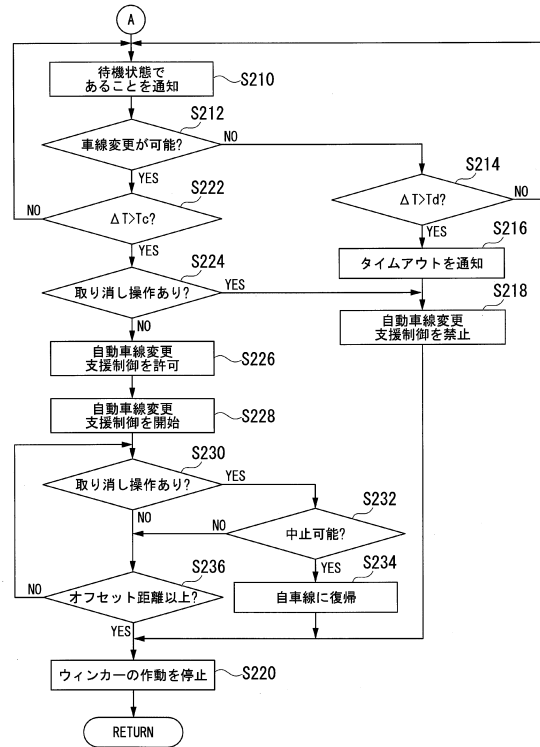 A
待機状態で
あることを通知
S210
車線変更が可能?
S212
NO
YES
S214
ΔT>Td?
NO
YES
S222
ΔT>Tc?
NO
YES
S216
タイムアウトを通知
S224
取り消し操作あり?
YES
NO
S218
自動車線変更
支援制御を禁止
自動車線変更
支援制御を許可
S226
自動車線変更
支援制御を開始
S228
S230
取り消し操作あり?
YES
NO
S232
中止可能?
NO
YES
S234
自車線に復帰
S236
オフセット距離以上?
NO
YES
ウィンカーの作動を停止
S220
RETURN